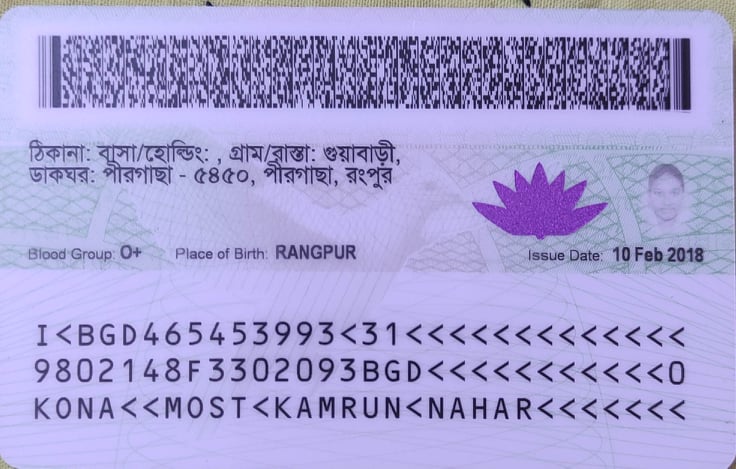 ঠিকানা: বাসা/হোল্ডিং: , গ্রাম/রাস্তা: গুয়াবাড়ী,
ডাকঘর: পীরগাছা - ৫৪৫০, পীরগাছা, রংপুর
Blood Group: O+ Place of Birth: RANGPUR Issue Date: 10 Feb 2018
I<BGD465453993<31<<<<<<<<<<<<<
9802148F3302093BGD<<<<<<<<<<<0
KONA<<MOST<KAMRUN<NAHAR<<<<<<<